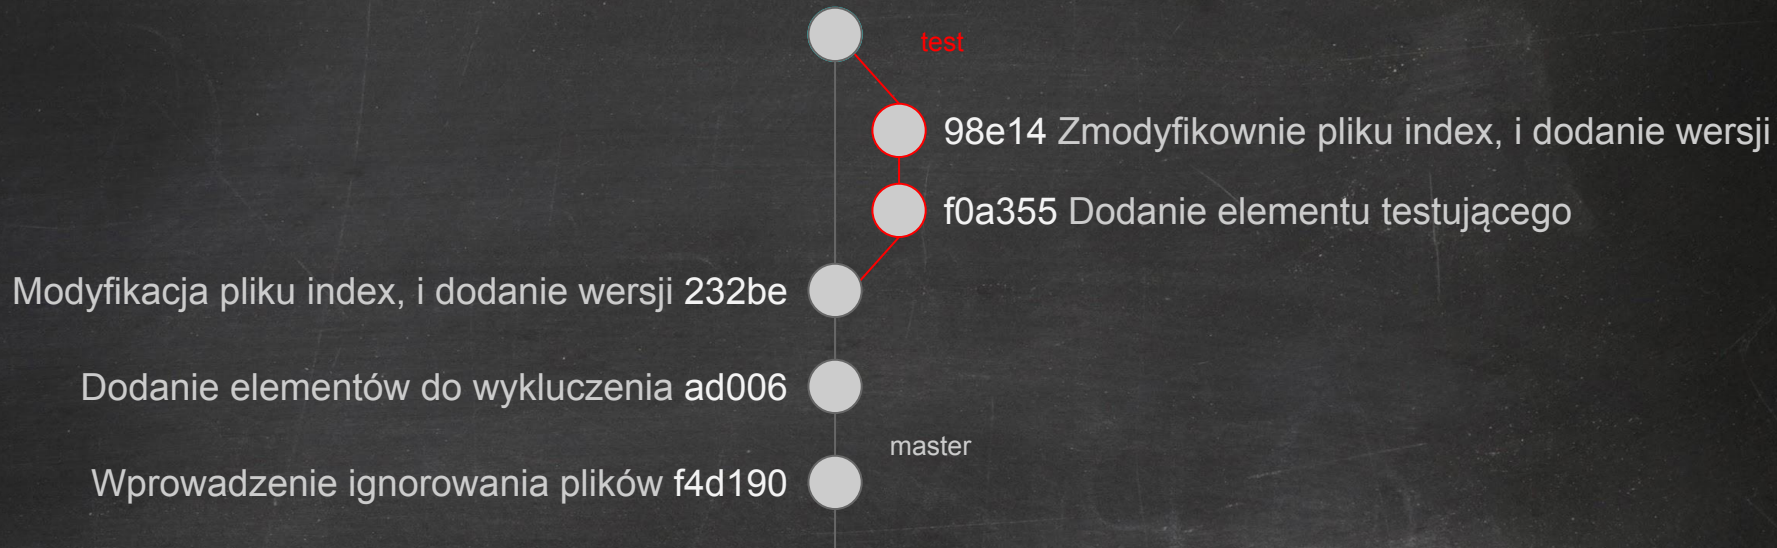 test
98e14 Zmodyfikownie pliku index, i dodanie wersji
f0a355 Dodanie elementu testującego
Modyfikacja pliku index, i dodanie wersji 232be
Dodanie elementów do wykluczenia ad006
master
Wprowadzenie ignorowania plików f4d190